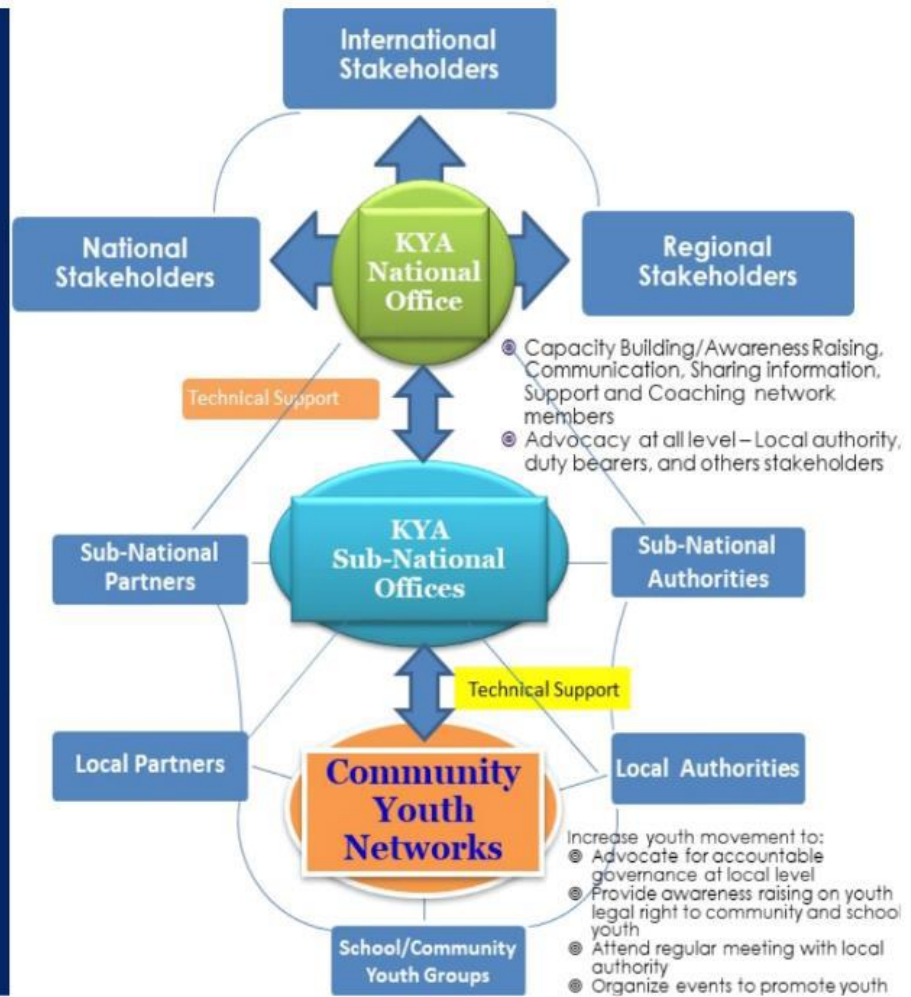 International
Stakeholders
National
Stakeholders
KYA
National
Office
Regional
Stakeholders
Technical Support
◎ Capacity Building/Awareness Raising,
Communication, Sharing information,
Support and Coaching network
members
◎ Advocacy at all level – Local authority,
duty bearers, and others stakeholders
Sub-National
Partners
KYA
Sub-National
Offices
Sub-National
Authorities
Technical Support
Local Partners
Community
Youth
Networks
Local Authorities
Increase youth movement to:
◎ Advocate for accountable
governance at local level
◎ Provide awareness raising on youth
legal right to community and school
youth
◎ Attend regular meeting with local
authority
◎ Organize events to promote youth
School/Community
Youth Groups